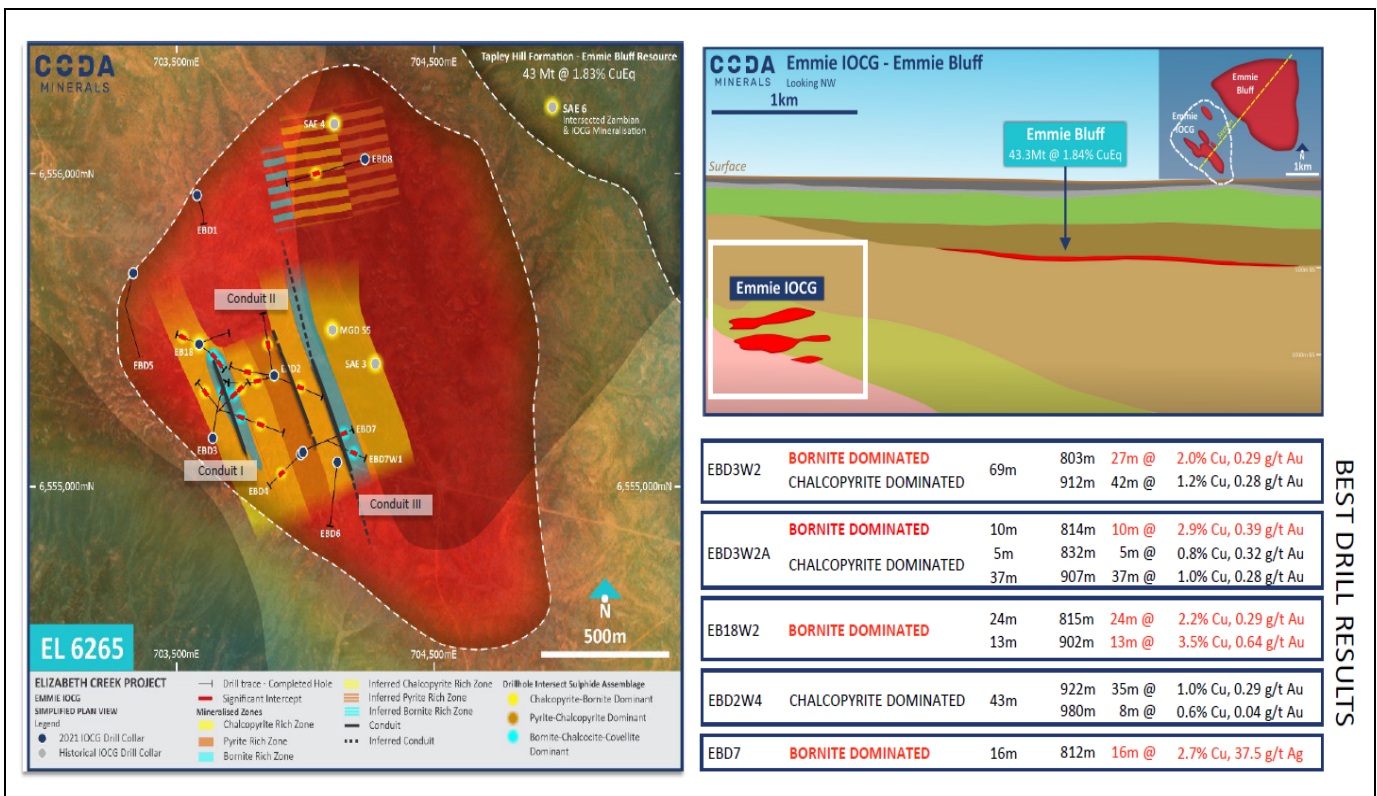 CODA
MINERALS
703,500mE
704,500mE
Tapley Hill Formation - Emmie Bluff Resource
43 Mt @ 1.83% CuEq
SAE 6
Intersected Zambian
& IOCG Mineralisation
SAE 4
EBD8
6,556,000mN
6,556,000mN
EBD1
Conduit II
MGD 55
EB18
EBD5
SAE 3
EBD2
EBD3
EBD7
EBD7W1
Conduit I
EBD4
6,555,000mN
6,555,000mN
Conduit III
EBD6
N
500m
EL 6265
703,500mE
704,500mE
ELIZABETH CREEK PROJECT
EMMIE IOCG
SIMPLIFIED PLAN VIEW
Legend
2021 IOCG Drill Collar
Historical IOCG Drill Collar
Drill trace - Completed Hole
Significant Intercept
Mineralised Zones
Chalcopyrite Rich Zone
Pyrite Rich Zone
Bornite Rich Zone
Inferred Chalcopyrite Rich Zone
Inferred Pyrite Rich Zone
Inferred Bornite Rich Zone
Conduit
Inferred Conduit
Drillhole Intersect Sulphide Assemblage
Chalcopyrite-Bornite Dominant
Pyrite-Chalcopyrite Dominant
Bornite-Chalcocite-Covellite
Dominant
CODA
MINERALS
Emmie IOCG - Emmie Bluff
Looking NW
1km
Emmie
Bluff
Emmie
IOCG
N
1km
Emmie Bluff
43.3Mt @ 1.84% CuEq
Surface
Emmie IOCG
EBD3W2
BORNITE DOMINATED 803m 27m @ 2.0% Cu, 0.29 g/t Au
69m
CHALCOPYRITE DOMINATED 912m 42m @ 1.2% Cu, 0.28 g/t Au
EBD3W2A
BORNITE DOMINATED 10m 814m 10m @ 2.9% Cu, 0.39 g/t Au
CHALCOPYRITE DOMINATED
5m 832m 5m @ 0.8% Cu, 0.32 g/t Au
37m 907m 37m @ 1.0% Cu, 0.28 g/t Au
EB18W2
BORNITE DOMINATED
24m 815m 24m @ 2.2% Cu, 0.29 g/t Au
13m 902m 13m @ 3.5% Cu, 0.64 g/t Au
EBD2W4
CHALCOPYRITE DOMINATED 43m
922m 35m @ 1.0% Cu, 0.29 g/t Au
980m 8m @ 0.6% Cu, 0.04 g/t Au
EBD7 BORNITE DOMINATED 16m 812m 16m @ 2.7% Cu, 37.5 g/t Ag
BEST DRILL RESULTS